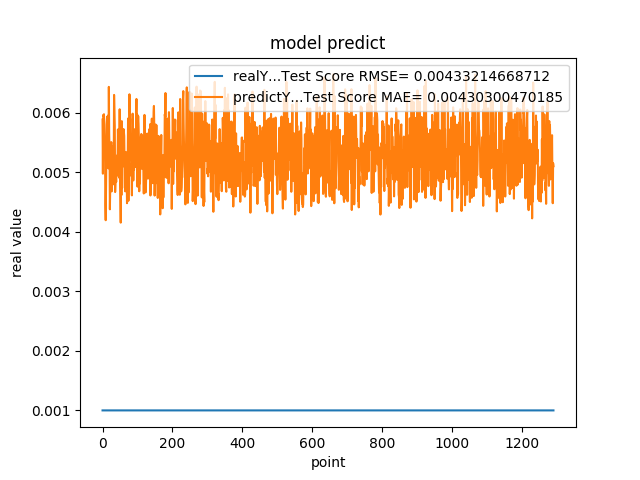 model predict
realY...Test Score RMSE= 0.00433214668712
predictY...Test Score MAE= 0.00430300470185
real value
0.006
0.005
0.004
0.003
0.002
0.001
0 200 400 600 800 1000 1200
point